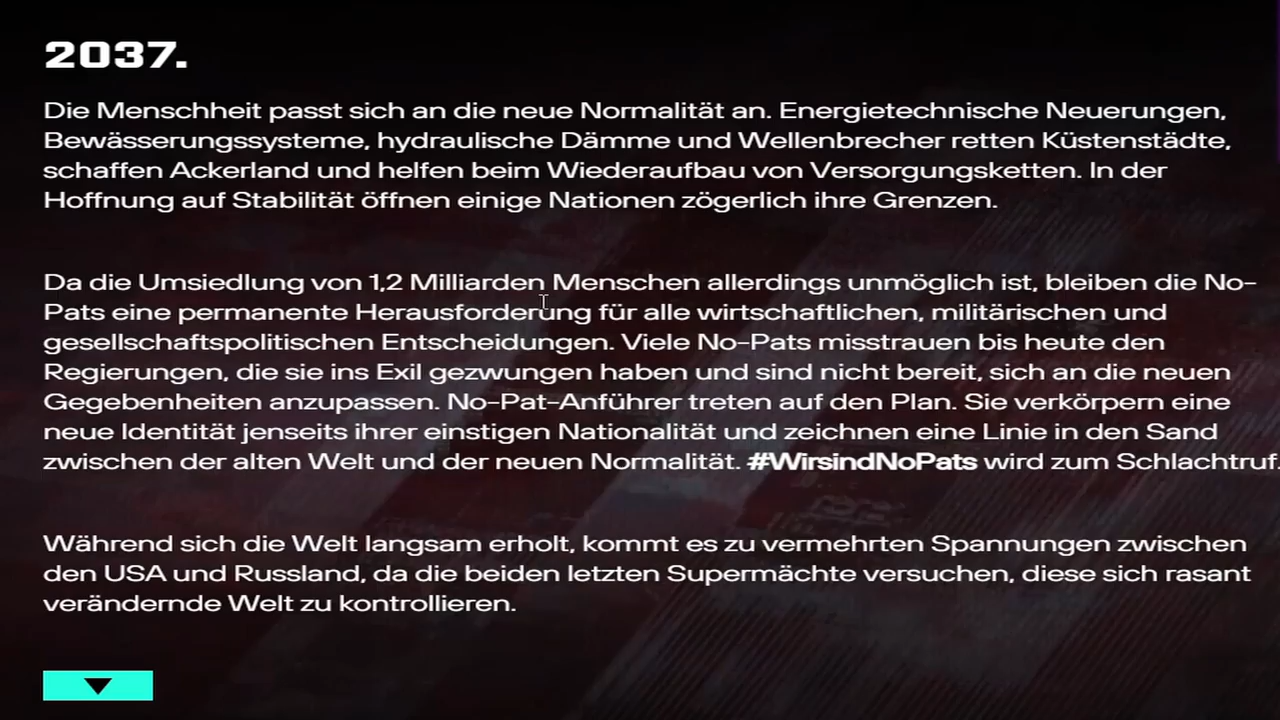 2037.
Die Menschheit passt sich an die neue Normalität an. Energietechnische Neuerungen,
Bewässerungssysteme, hydraulische Dämme und Wellenbrecher retten Küstenstädte,
schaffen Ackerland und helfen beim Wiederaufbau von Versorgungsketten. In der
Hoffnung auf Stabilität öffnen einige Nationen zögerlich ihre Grenzen.
Da die Umsiedlung von 1,2 Milliarden Menschen allerdings unmöglich ist, bleiben die No-
Pats eine permanente Herausforderung für alle wirtschaftlichen, militärischen und
gesellschaftspolitischen Entscheidungen. Viele No-Pats misstrauen bis heute den
Regierungen, die sie ins Exil gezwungen haben und sind nicht bereit, sich an die neuen
Gegebenheiten anzupassen. No-Pat-Anführer treten auf den Plan. Sie verkörpern eine
neue Identität jenseits ihrer einstigen Nationalität und zeichnen eine Linie in den Sand
zwischen der alten Welt und der neuen Normalität. #WirsindNoPats wird zum Schlachtruf.
Während sich die Welt langsam erholt, kommt es zu vermehrten Spannungen zwischen
den USA und Russland, da die beiden letzten Supermächte versuchen, diese sich rasant
verändernde Welt zu kontrollieren.